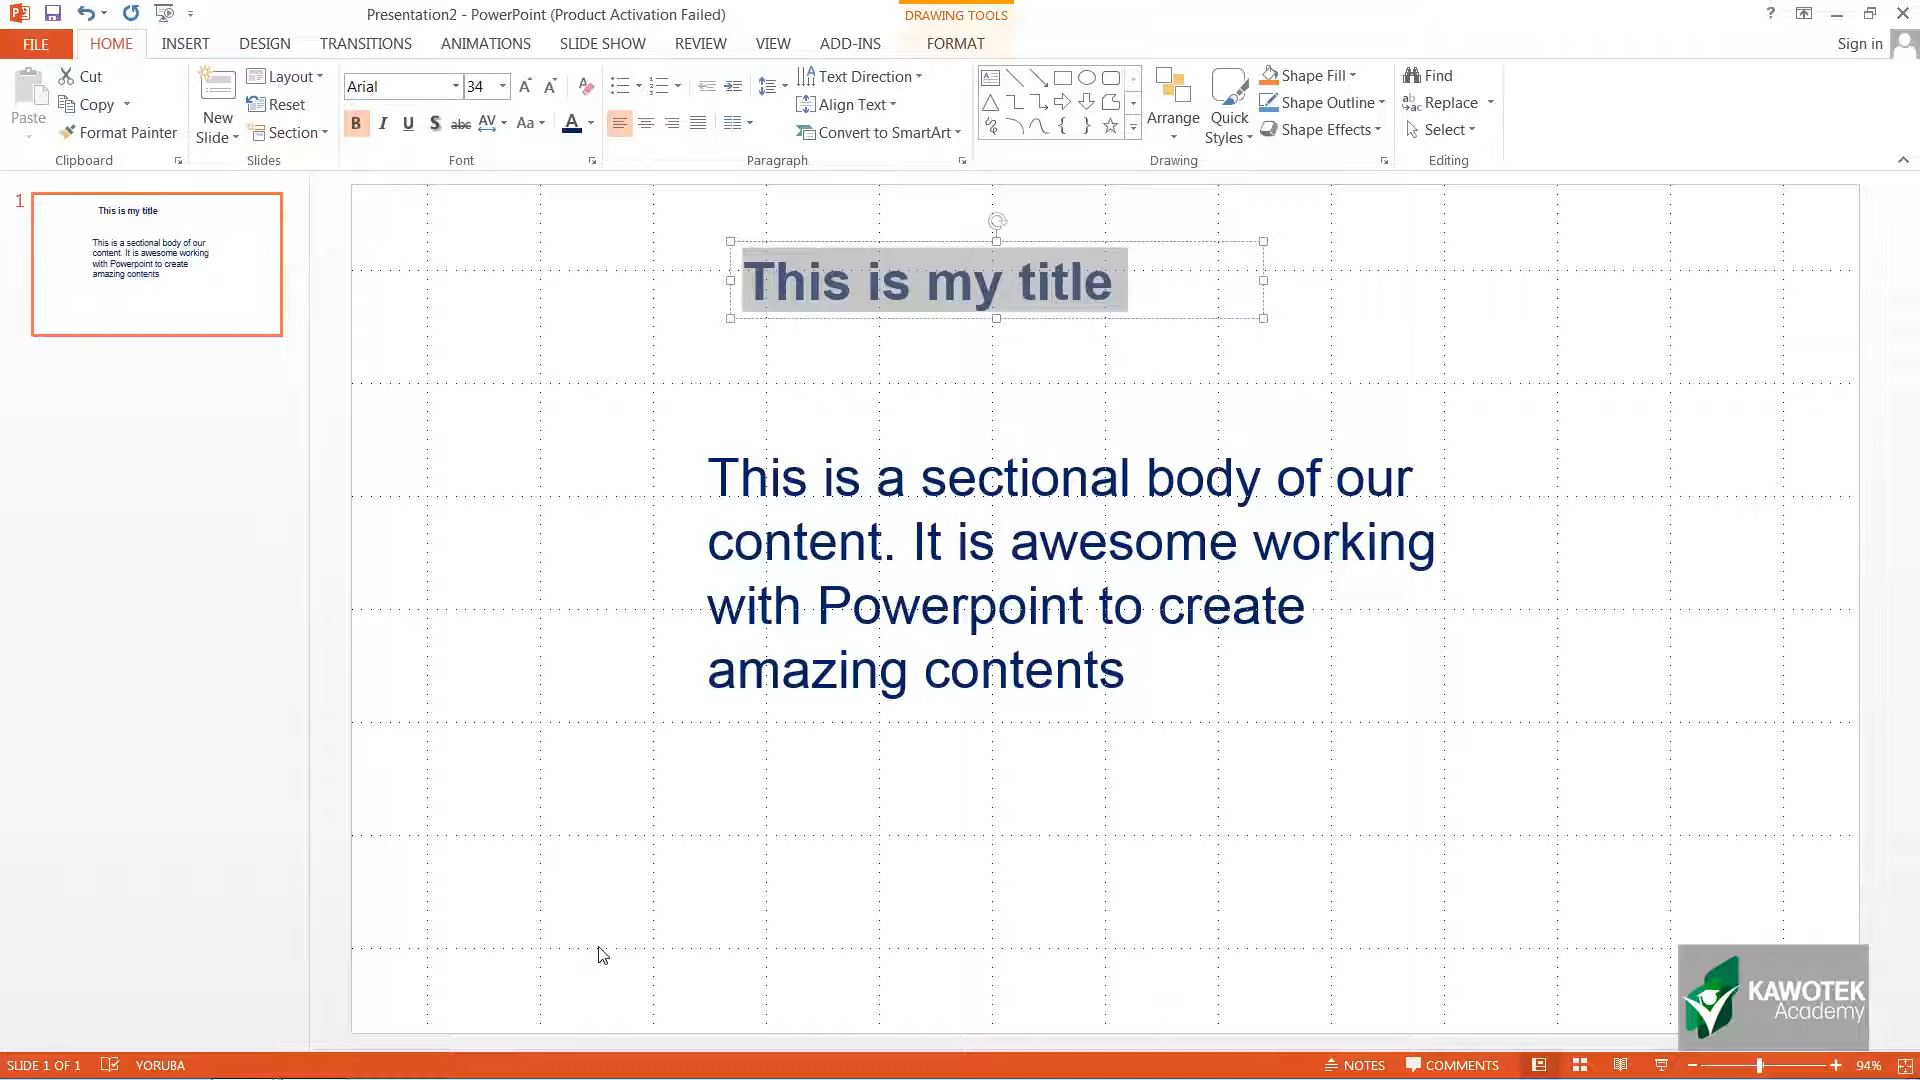 Presentation2 - PowerPoint (Product Activation Failed)
DRAWING TOOLS
?
FILE
HOME
INSERT
DESIGN
TRANSITIONS
ANIMATIONS
SLIDE SHOW
REVIEW
VIEW
ADD-INS
FORMAT
Sign in
Paste
Cut
Copy
Format Painter
Clipboard
New
Slide
Layout
Reset
Section
Slides
Arial
34
B I U S abc AV Aa A
Font
Text Direction
Align Text
Convert to SmartArt
Paragraph
Arrange
Quick
Styles
Shape Fill
Shape Outline
Shape Effects
Drawing
Find
Replace
Select
Editing
1
This is my title
This is a sectional body of our
content. It is awesome working
with Powerpoint to create
amazing contents
This is my title
This is a sectional body of our
content. It is awesome working
with Powerpoint to create
amazing contents
KAWOTEK
Academy
SLIDE 1 OF 1
YORUBA
NOTES
COMMENTS
94%